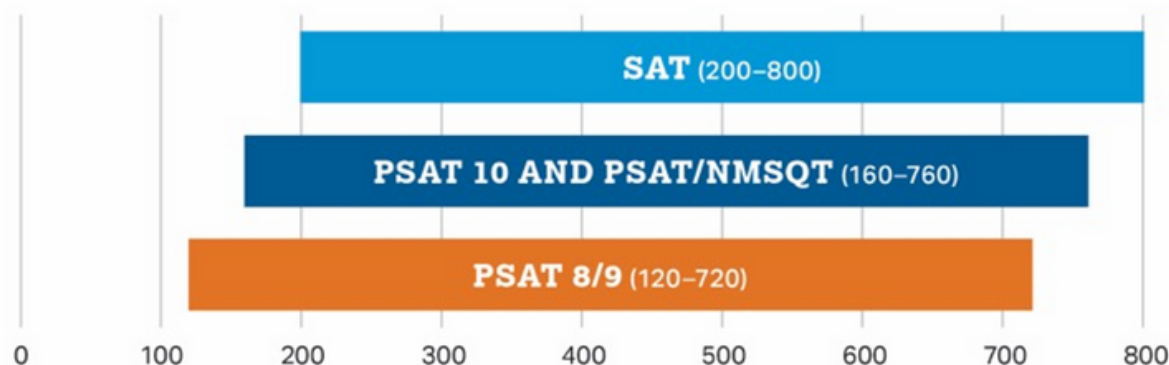 SAT (200–800)
PSAT 10 AND PSAT/NMSQT (160–760)
PSAT 8/9 (120–720)
0 100 200 300 400 500 600 700 800